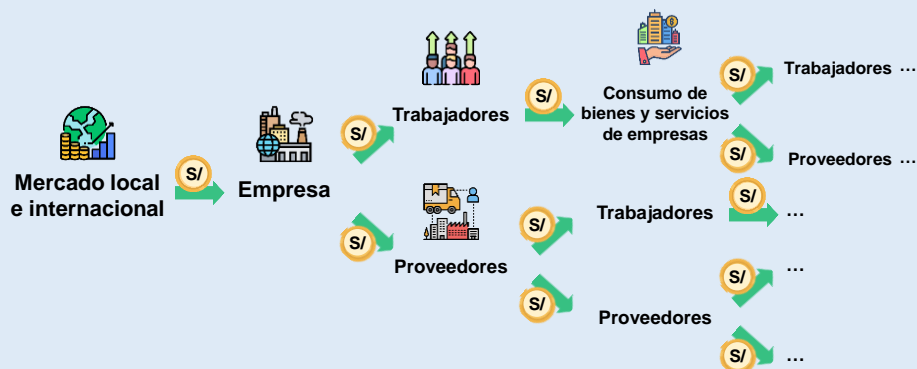 Mercado local
e internacional
S/
Empresa
S/
Trabajadores
S/
Consumo de
bienes y servicios
de empresas
S/
Trabajadores ...
S/
Proveedores ...
S/
Proveedores
S/
Trabajadores
S/
...
S/
Proveedores
S/
...
S/
...